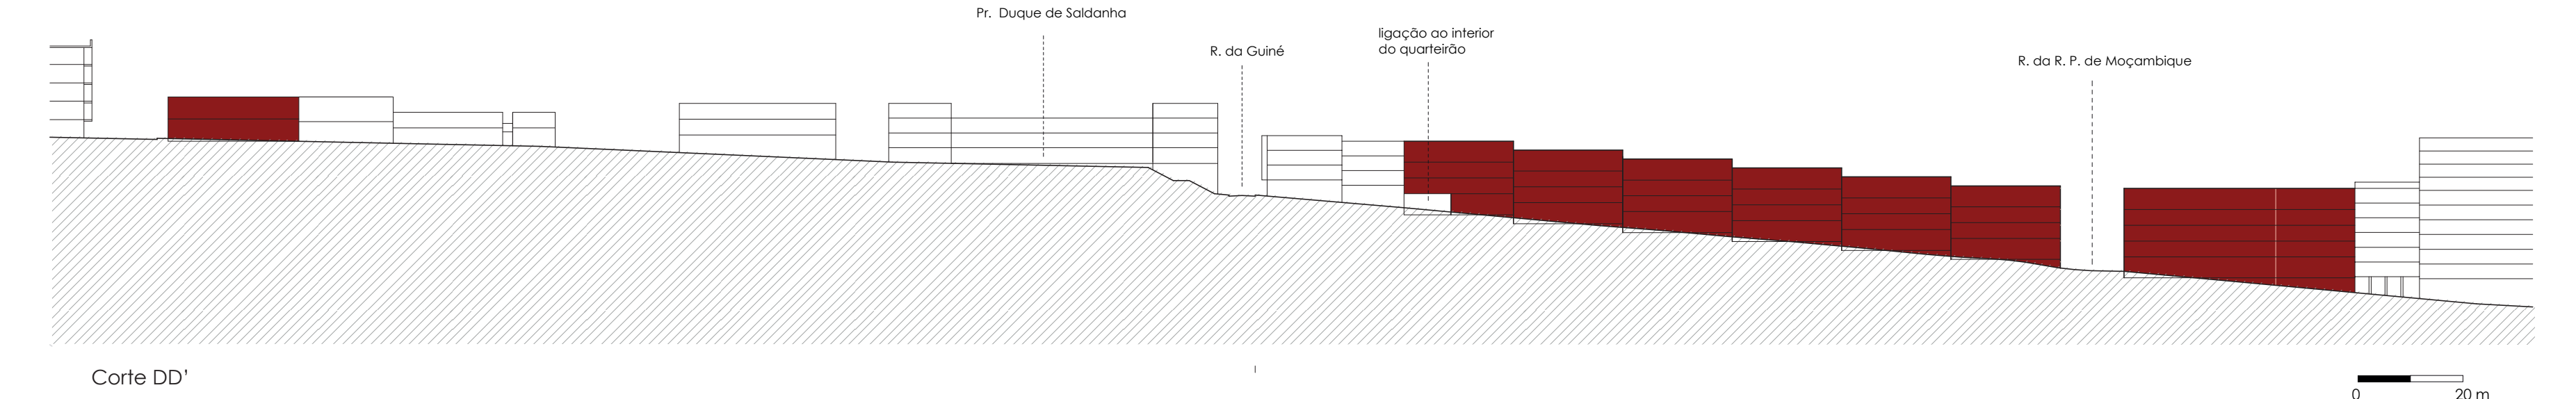 Pr. Duque de Saldanha
R. da Guiné
ligação ao interior
do quarteirão
R. da R. P. de Moçambique
Corte DD’
0 20 m